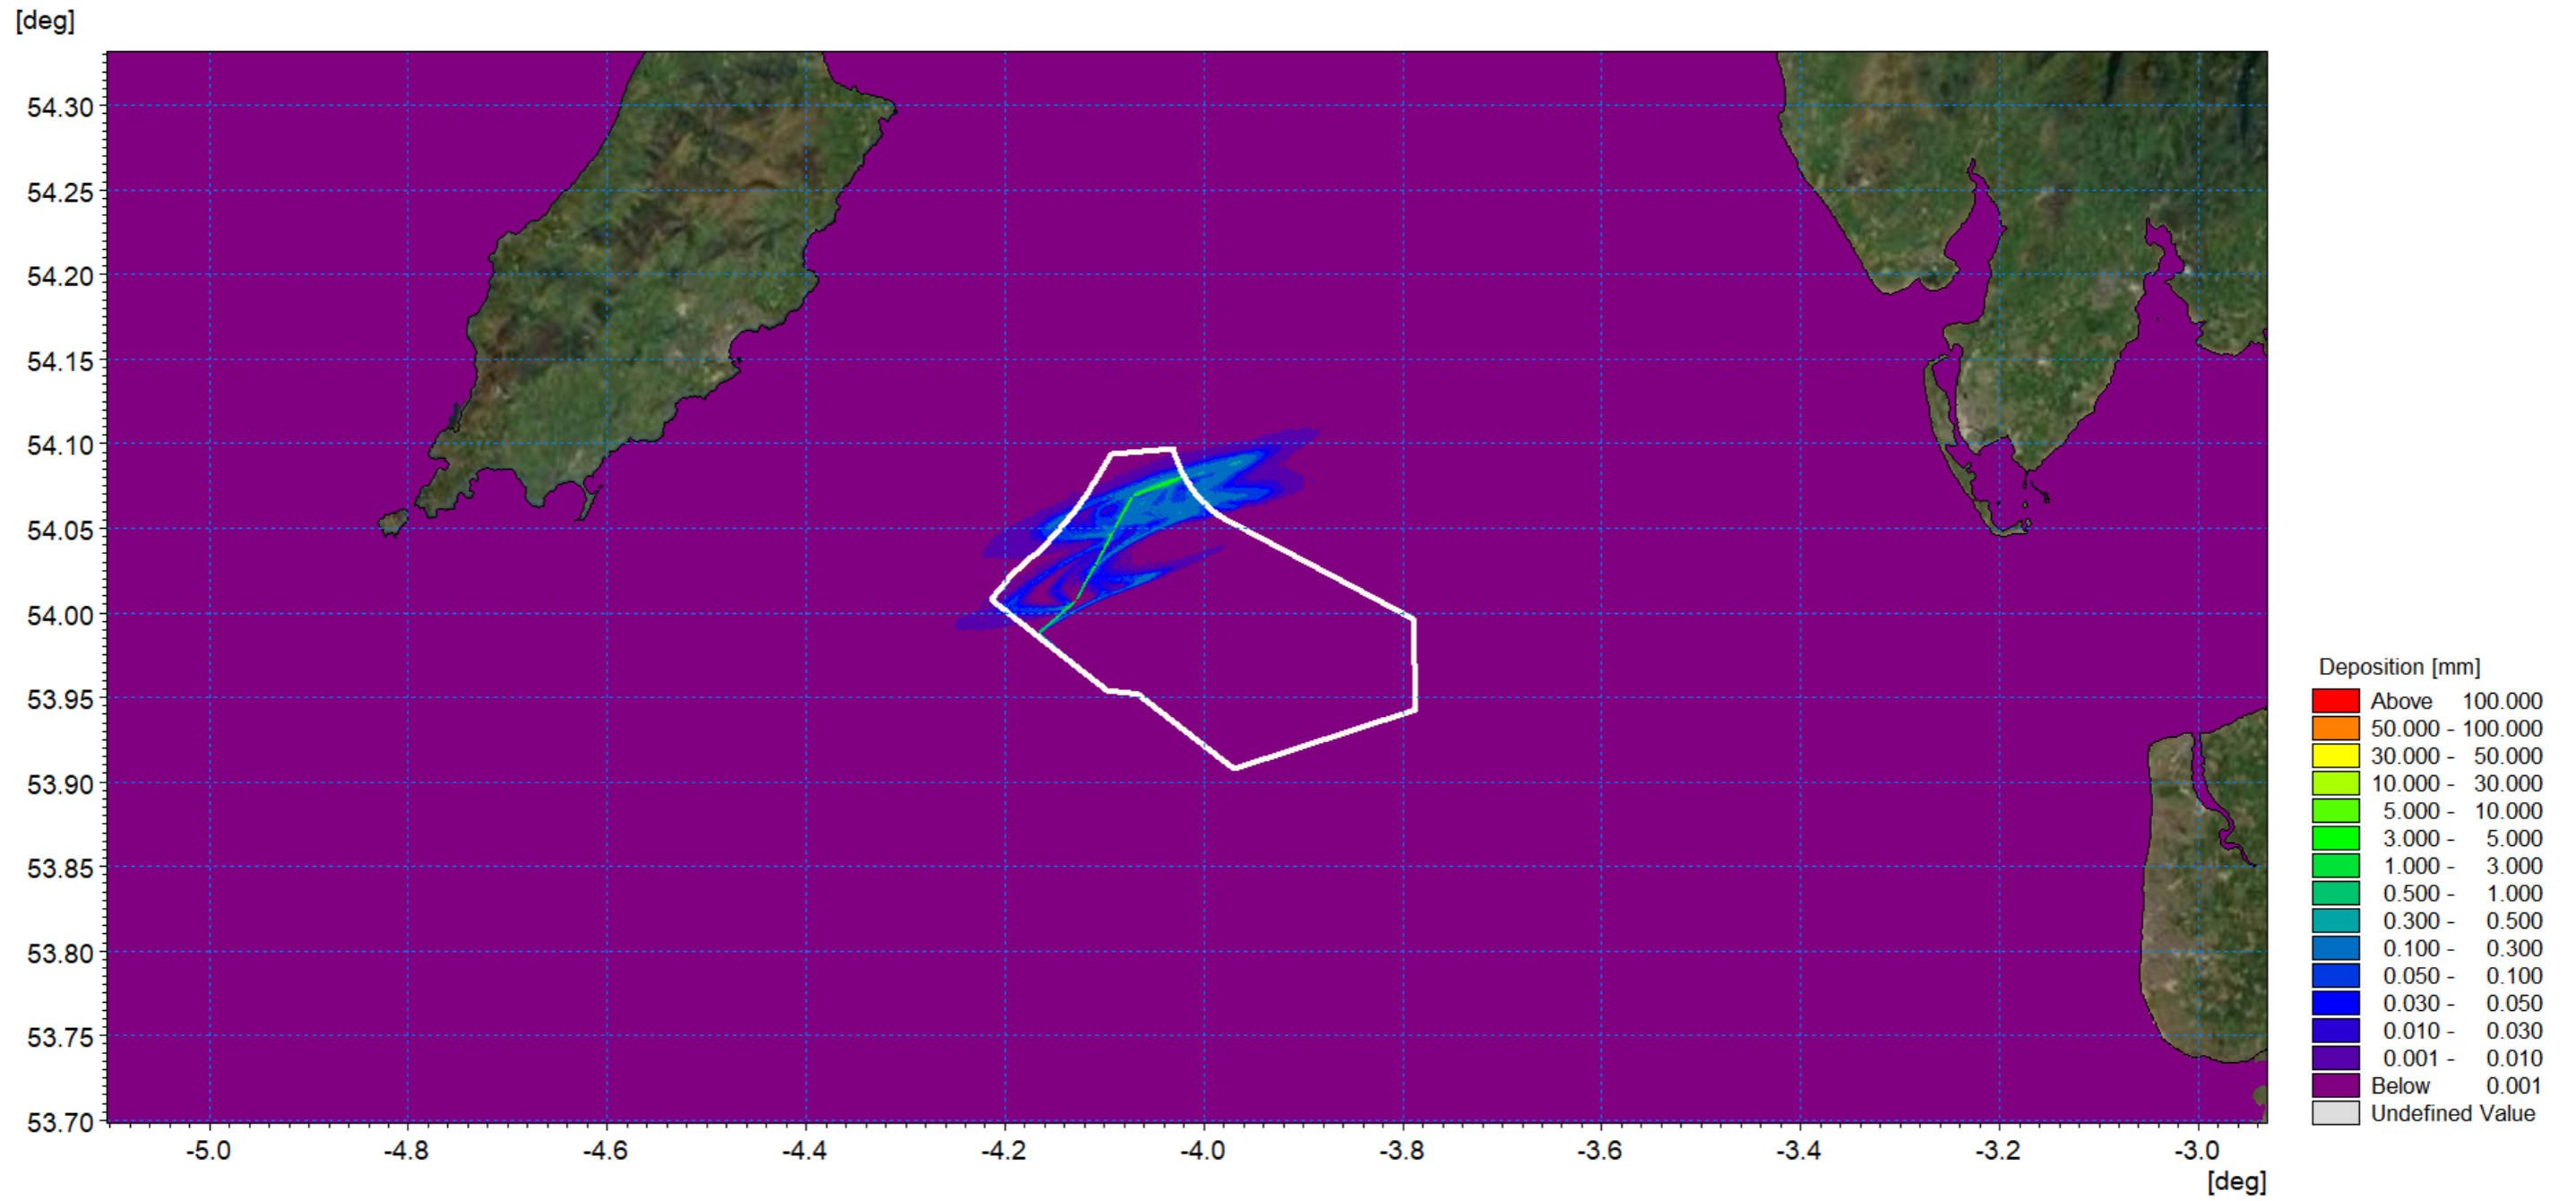 [deg]
54.30
54.25
54.20
54.15
54.10
54.05
54.00
53.95
53.90
53.85
53.80
53.75
53.70
-5.0 -4.8 -4.6 -4.4 -4.2 -4.0 -3.8 -3.6 -3.4 -3.2 -3.0
[deg]
Deposition [mm]
Above 100.000
50.000 - 100.000
30.000 - 50.000
10.000 - 30.000
5.000 - 10.000
3.000 - 5.000
1.000 - 3.000
0.500 - 1.000
0.300 - 0.500
0.100 - 0.300
0.050 - 0.100
0.030 - 0.050
0.010 - 0.030
0.001 - 0.010
Below 0.001
Undefined Value